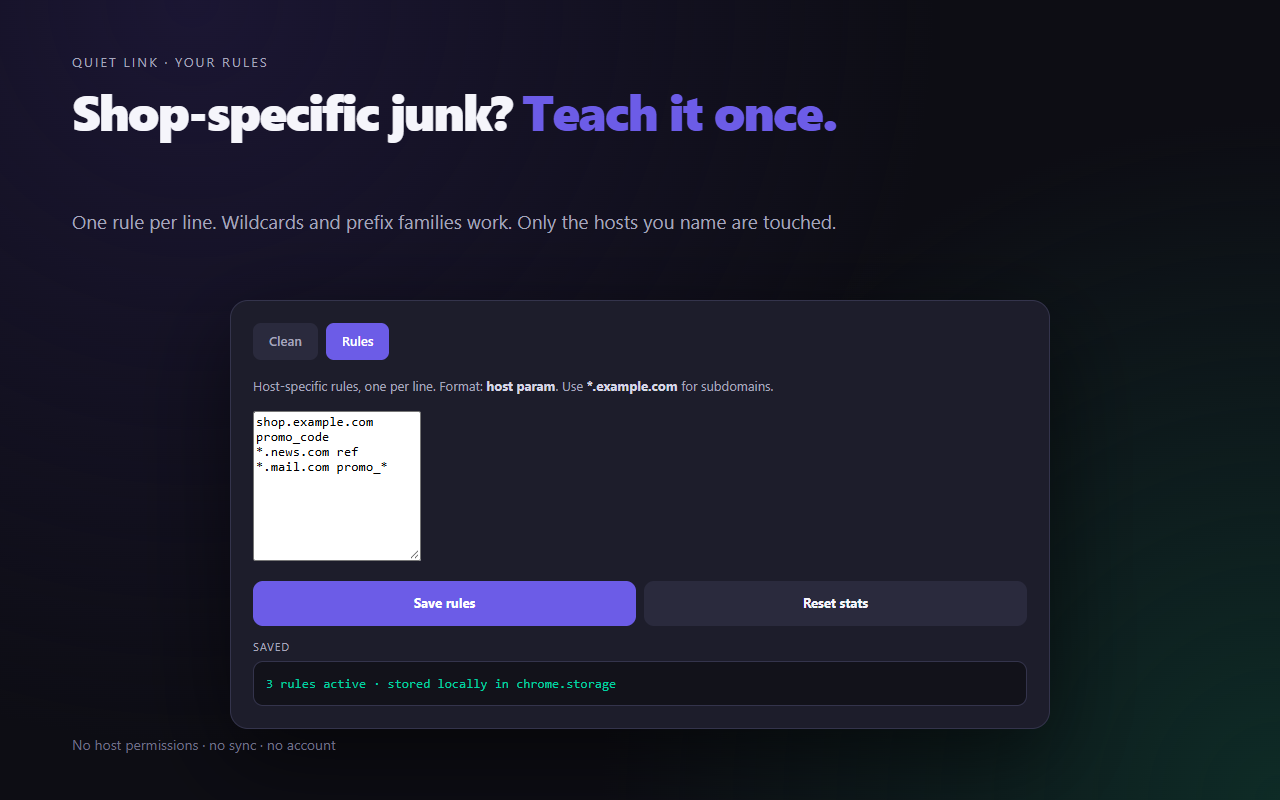 QUIET LINK · YOUR RULES
Shop-specific junk? Teach it once.
One rule per line. Wildcards and prefix families work. Only the hosts you name are touched.
Clean
Rules
Host-specific rules, one per line. Format: host param. Use *.example.com for subdomains.
shop.example.com
promo_code
*.news.com ref
*.mail.com promo_*
Save rules
Reset stats
SAVED
3 rules active · stored locally in chrome.storage
No host permissions · no sync · no account